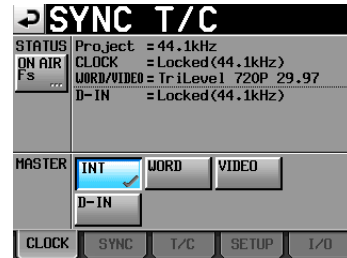 SYNC T/C
STATUS Project =44.1kHz
ON AIR CLOCK =Locked(44.1kHz)
Fs ... WORD/VIDEO=TriLevel 720P 29.97
D-IN =Locked(44.1kHz)
MASTER INT WORD VIDEO
D-IN
CLOCK SYNC T/C SETUP I/O